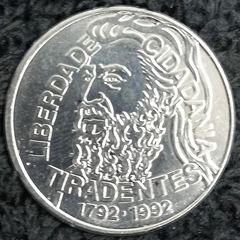 LIBERDADE
CIDADANIA
TIRADENTES
1792 • 1992